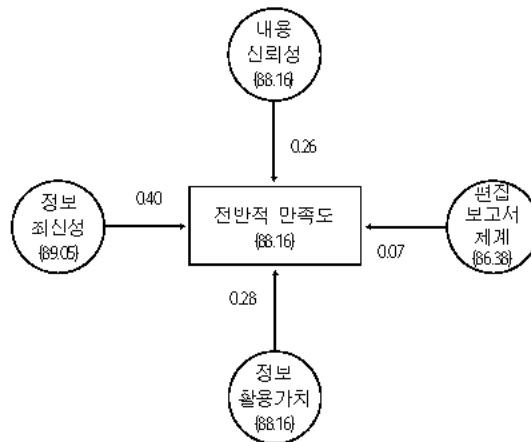 내용
신뢰성
(88.16)
0.26
정보
최신성
(89.05)
0.40
전반적 만족도
(88.16)
편집
보고서
체계
(86.38)
0.07
0.28
정보
활용가치
(88.16)